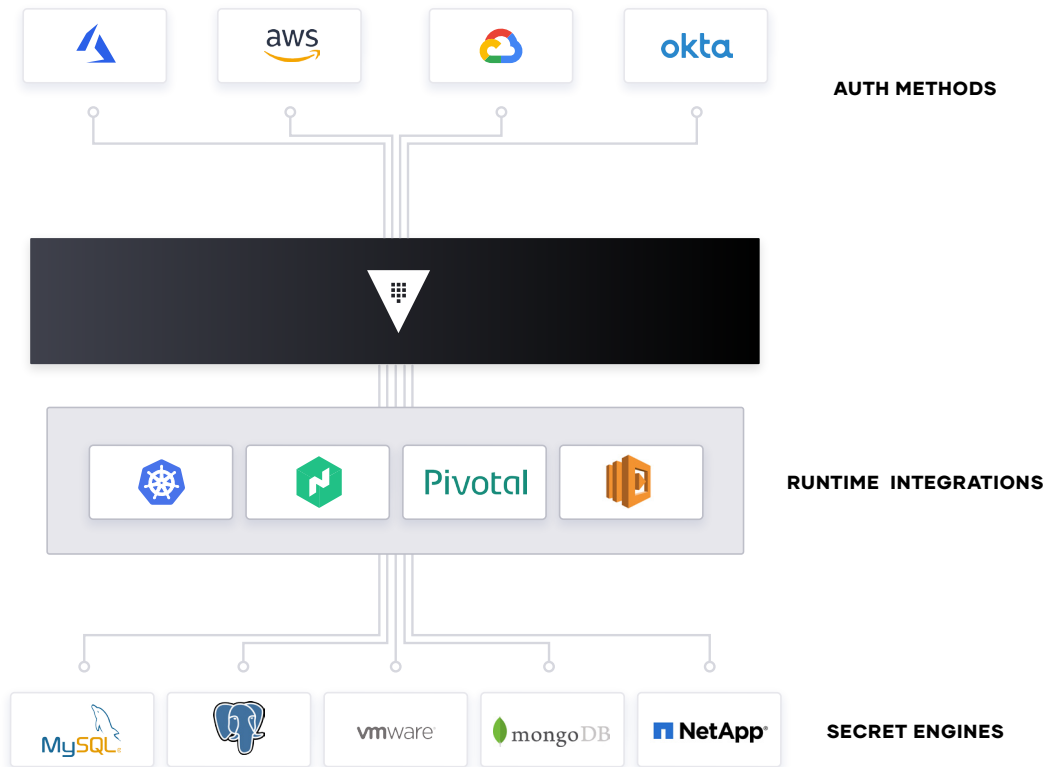 aws
okta
AUTH METHODS
Pivotal
RUNTIME INTEGRATIONS
MySQL
vmware
mongoDB
NetApp
SECRET ENGINES